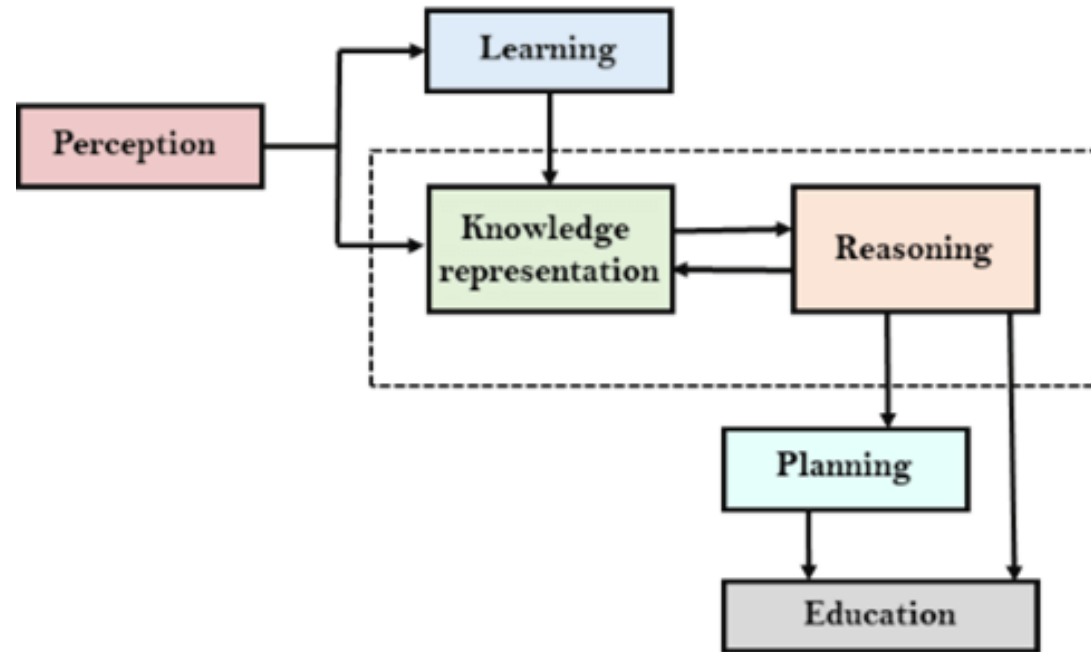 Learning
Perception
Knowledge
representation
Reasoning
Planning
Education